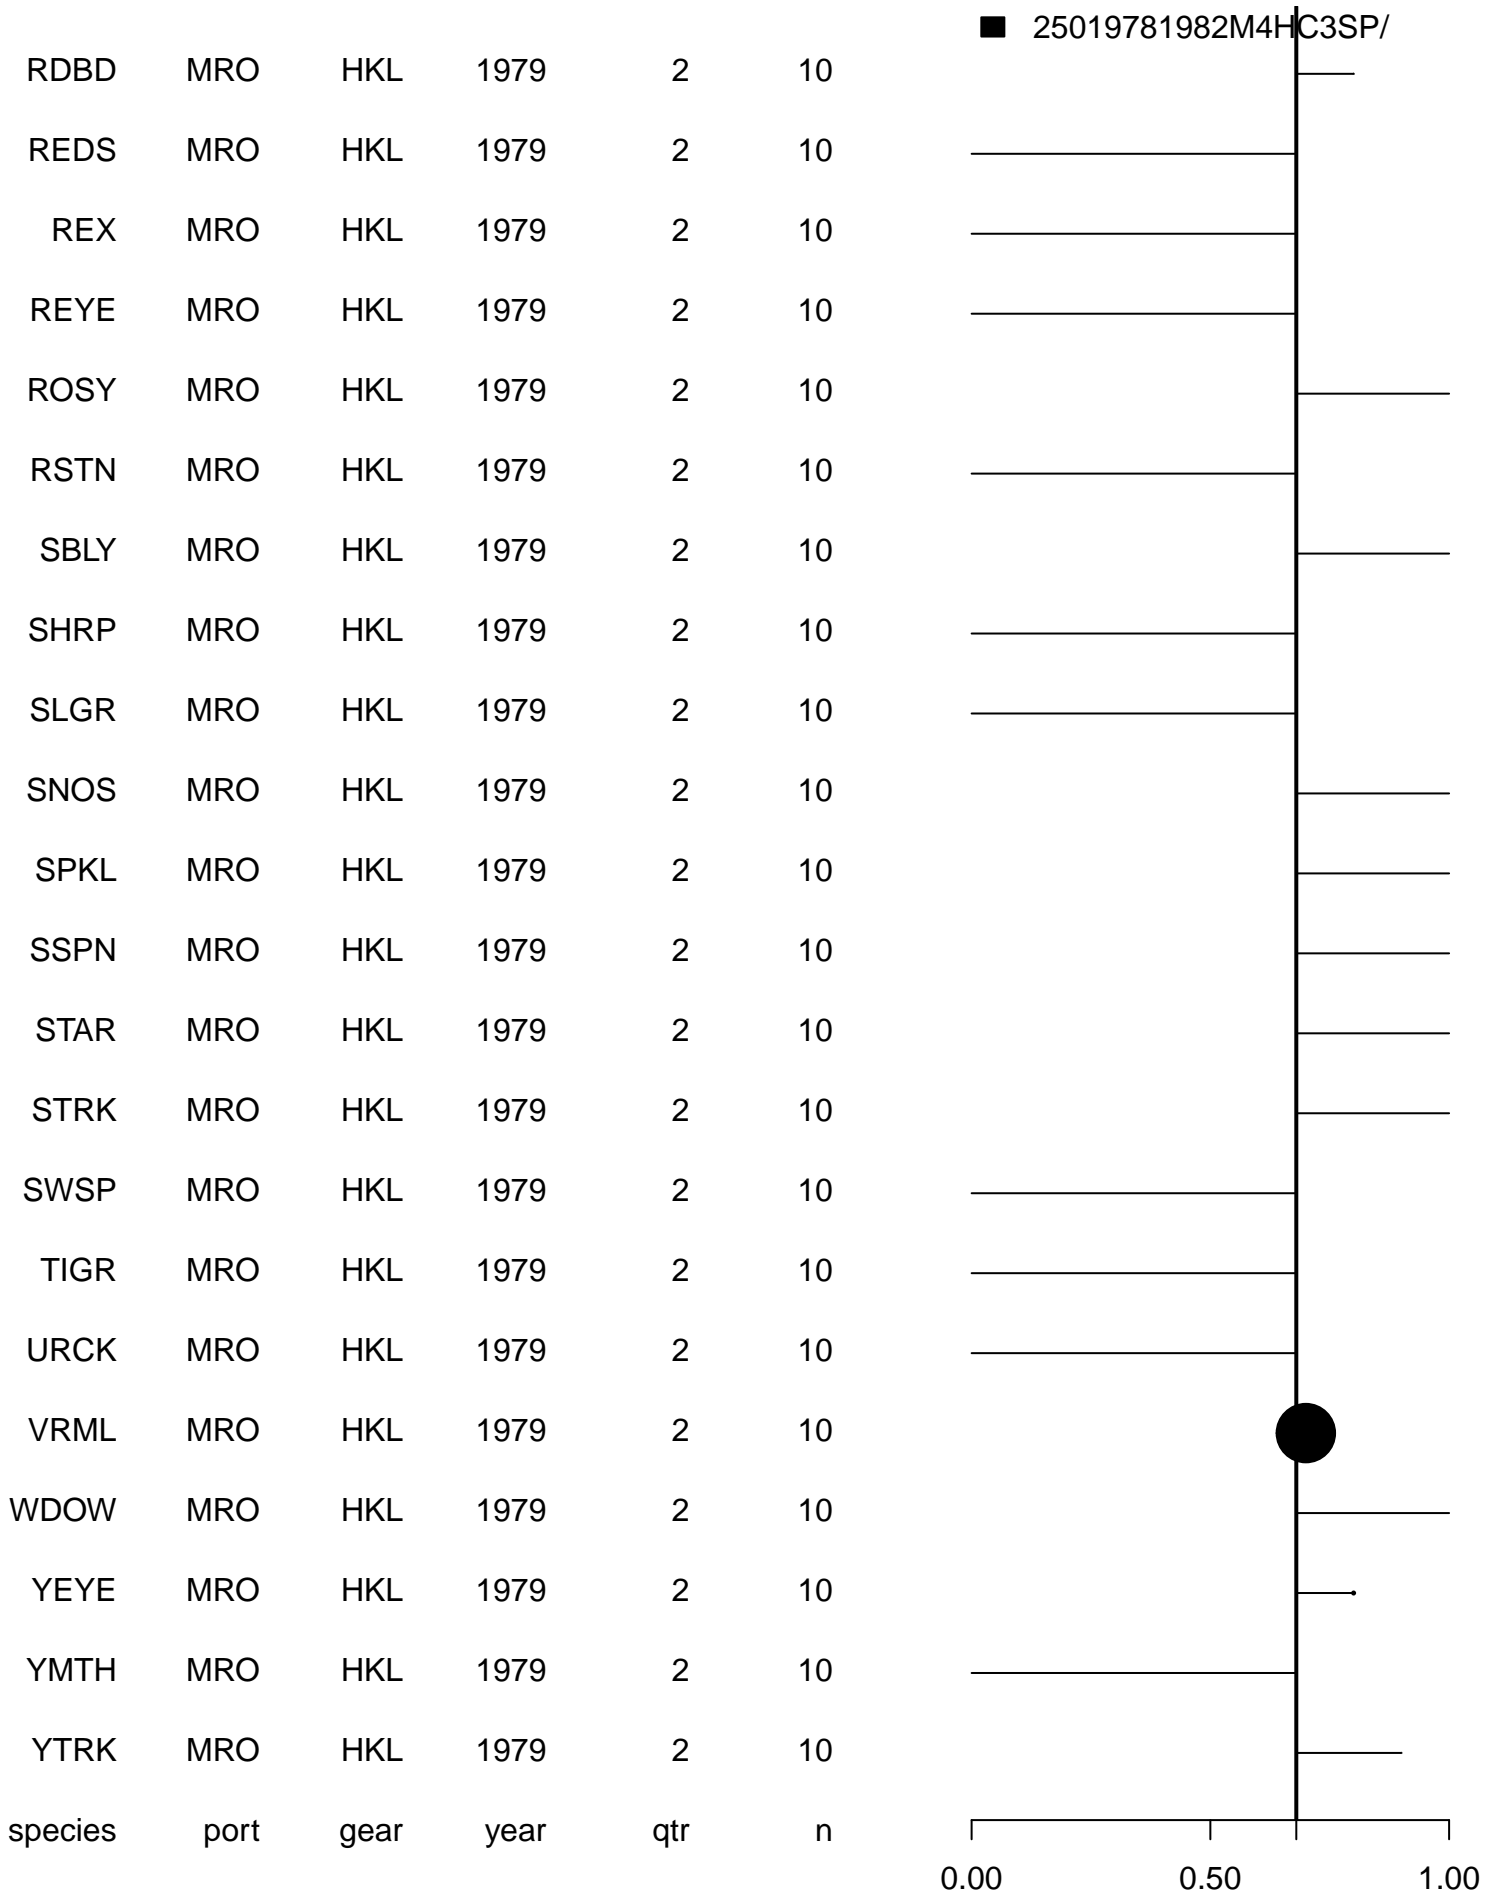 25019781982M4HC3SP/
RDBD MRO HKL 1979 2 10
REDS MRO HKL 1979 2 10
REX MRO HKL 1979 2 10
REYE MRO HKL 1979 2 10
ROSY MRO HKL 1979 2 10
RSTN MRO HKL 1979 2 10
SBLY MRO HKL 1979 2 10
SHRP MRO HKL 1979 2 10
SLGR MRO HKL 1979 2 10
SNOS MRO HKL 1979 2 10
SPKL MRO HKL 1979 2 10
SSPN MRO HKL 1979 2 10
STAR MRO HKL 1979 2 10
STRK MRO HKL 1979 2 10
SWSP MRO HKL 1979 2 10
TIGR MRO HKL 1979 2 10
URCK MRO HKL 1979 2 10
VRML MRO HKL 1979 2 10
WDOW MRO HKL 1979 2 10
YEYE MRO HKL 1979 2 10
YMTH MRO HKL 1979 2 10
YTRK MRO HKL 1979 2 10
species port gear year qtr n
0.00 0.50 1.00